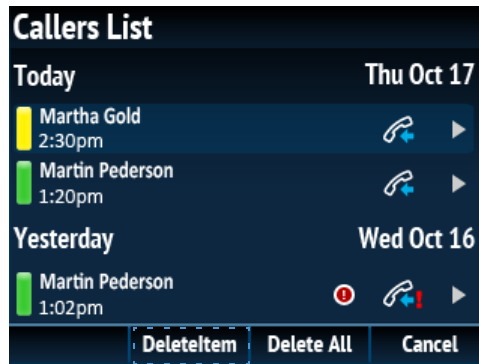 Callers List
Today Thu Oct 17
Martha Gold
2:30pm
Martin Pederson
1:20pm
Yesterday Wed Oct 16
Martin Pederson
1:02pm
DeleteItem Delete All Cancel